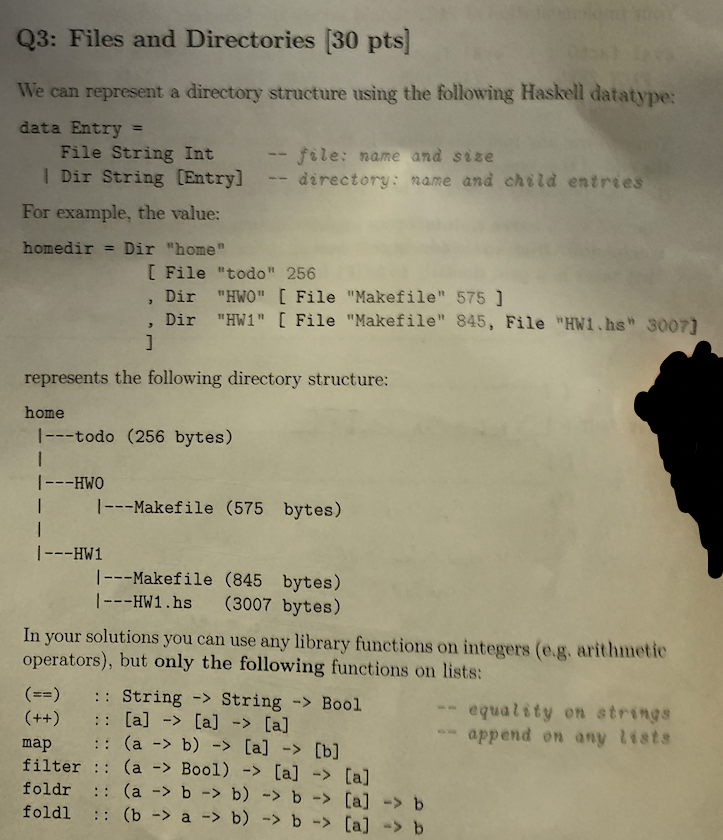 Q3: Files and Directories [30 pts]
We can represent a directory structure using the following Haskell datatype:
data Entry =
    File String Int     -- file: name and size
  | Dir String [Entry]  -- directory: name and child entries
For example, the value:
homedir = Dir "home"
            [ File "todo" 256
            , Dir  "HW0" [ File "Makefile" 575 ]
            , Dir  "HW1" [ File "Makefile" 845, File "HW1.hs" 3007]
            ]
represents the following directory structure:
home
 |---todo (256 bytes)
 |
 |---HW0
 |     |---Makefile (575  bytes)
 |
 |---HW1
       |---Makefile (845  bytes)
       |---HW1.hs   (3007 bytes)
In your solutions you can use any library functions on integers (e.g. arithmetic
operators), but only the following functions on lists:
(==)   :: String -> String -> Bool       -- equality on strings
(++)   :: [a] -> [a] -> [a]              -- append on any lists
map    :: (a -> b) -> [a] -> [b]
filter :: (a -> Bool) -> [a] -> [a]
foldr  :: (a -> b -> b) -> b -> [a] -> b
foldl  :: (b -> a -> b) -> b -> [a] -> b